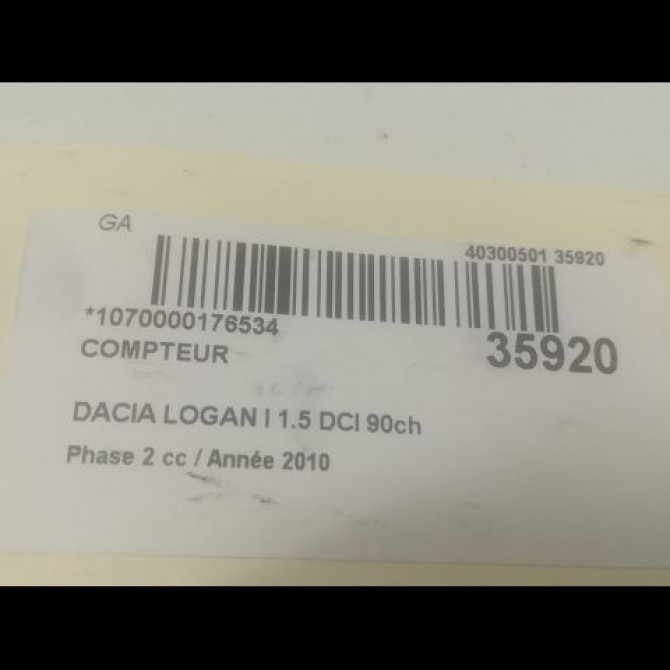 GA
40300501 35920
*1070000176534
35920
COMPTEUR
DACIA LOGAN I 1.5 DCI 90ch
Phase 2 cc / Année 2010